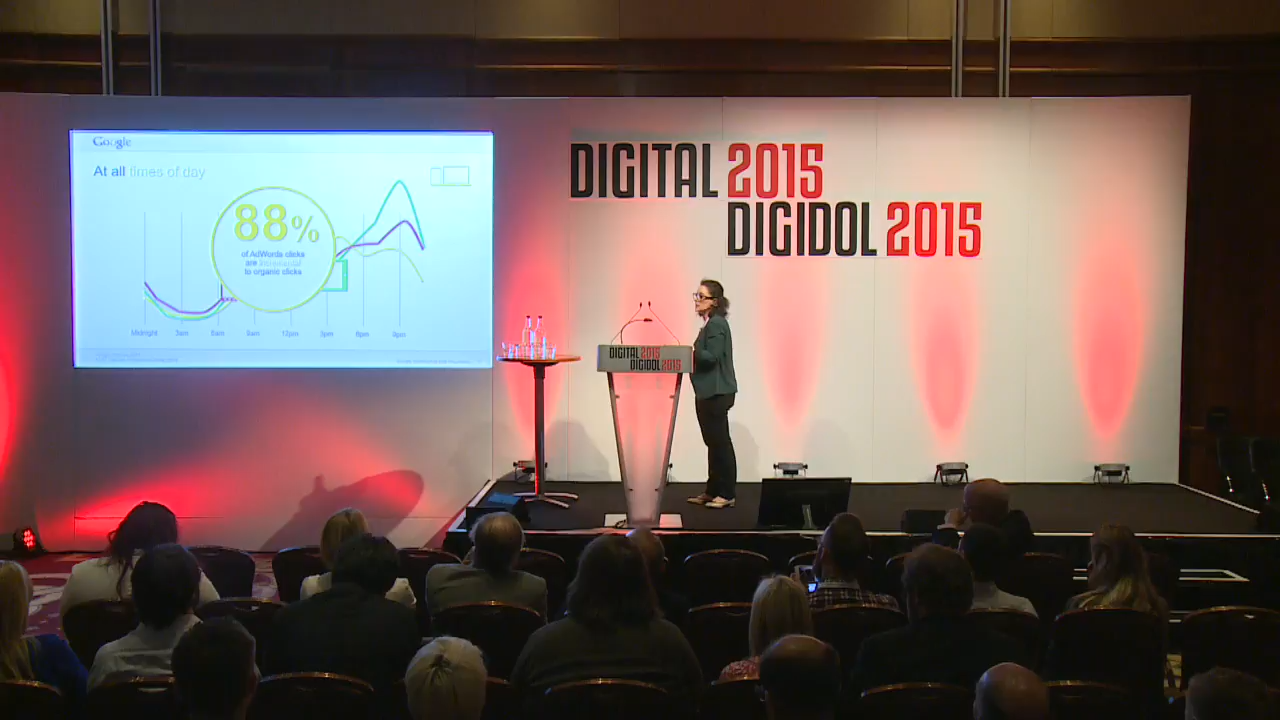 Google
At all times of day
88%
of AdWords clicks
are incremental
to organic clicks
Midnight 3am 6am 9am 12pm 3pm 6pm 9pm
DIGITAL 2015
DIGIDOL 2015
DIGITAL 2015
DIGIDOL 2015